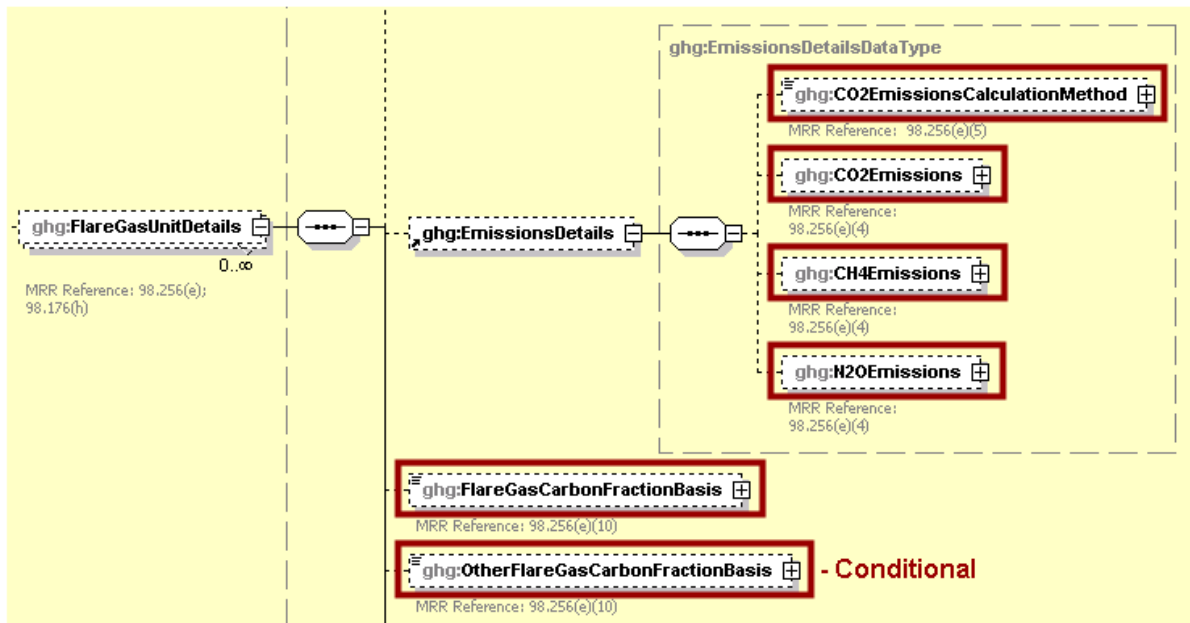 ghg:EmissionsDetailsDataType
ghg:CO2EmissionsCalculationMethod
MRR Reference:  98.256(e)(5)
ghg:CO2Emissions
MRR Reference:
98.256(e)(4)
ghg:FlareGasUnitDetails
0..∞
MRR Reference: 98.256(e);
98.176(h)
ghg:EmissionsDetails
ghg:CH4Emissions
MRR Reference:
98.256(e)(4)
ghg:N2OEmissions
MRR Reference:
98.256(e)(4)
ghg:FlareGasCarbonFractionBasis
MRR Reference: 98.256(e)(10)
ghg:OtherFlareGasCarbonFractionBasis - Conditional
MRR Reference: 98.256(e)(10)